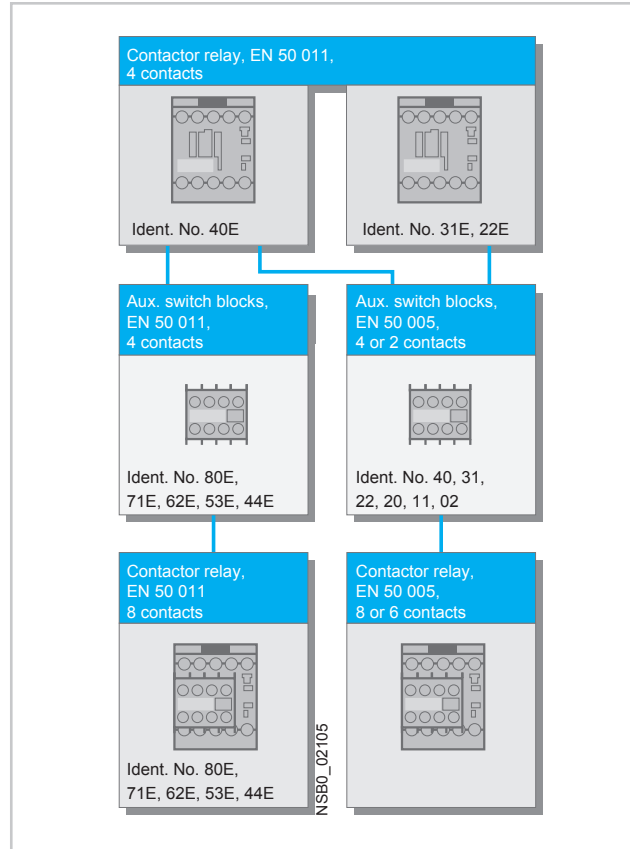 Contactor relay, EN 50 011,
4 contacts
Ident. No. 40E
Ident. No. 31E, 22E
Aux. switch blocks,
EN 50 011,
4 contacts
Ident. No. 80E,
71E, 62E, 53E, 44E
Aux. switch blocks,
EN 50 005,
4 or 2 contacts
Ident. No. 40, 31,
22, 20, 11, 02
Contactor relay,
EN 50 011
8 contacts
Ident. No. 80E,
71E, 62E, 53E, 44E
Contactor relay,
EN 50 005,
8 or 6 contacts
NSB0_02105